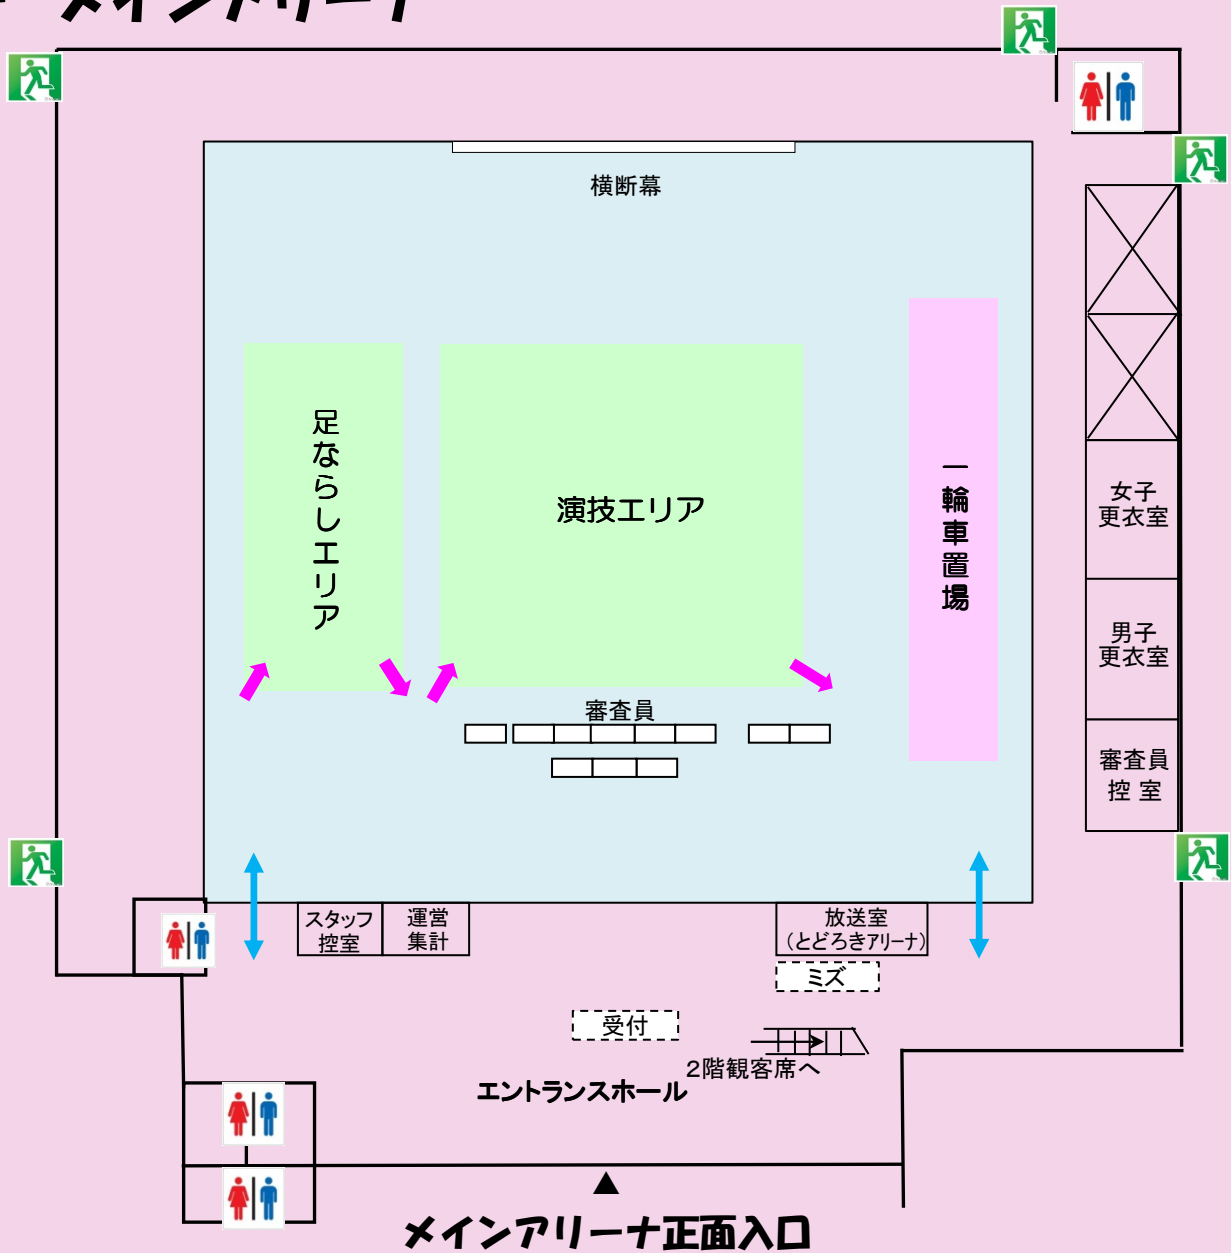 メインアリーナ
横断幕
足ならしエリア
演技エリア
一輪車置場
女子
更衣室
男子
更衣室
審査員
控 室
審査員
スタッフ
控室
運営
集計
放送室
（とどろきアリーナ）
ミズ
受付
2階観客席へ
エントランスホール
メインアリーナ正面入口